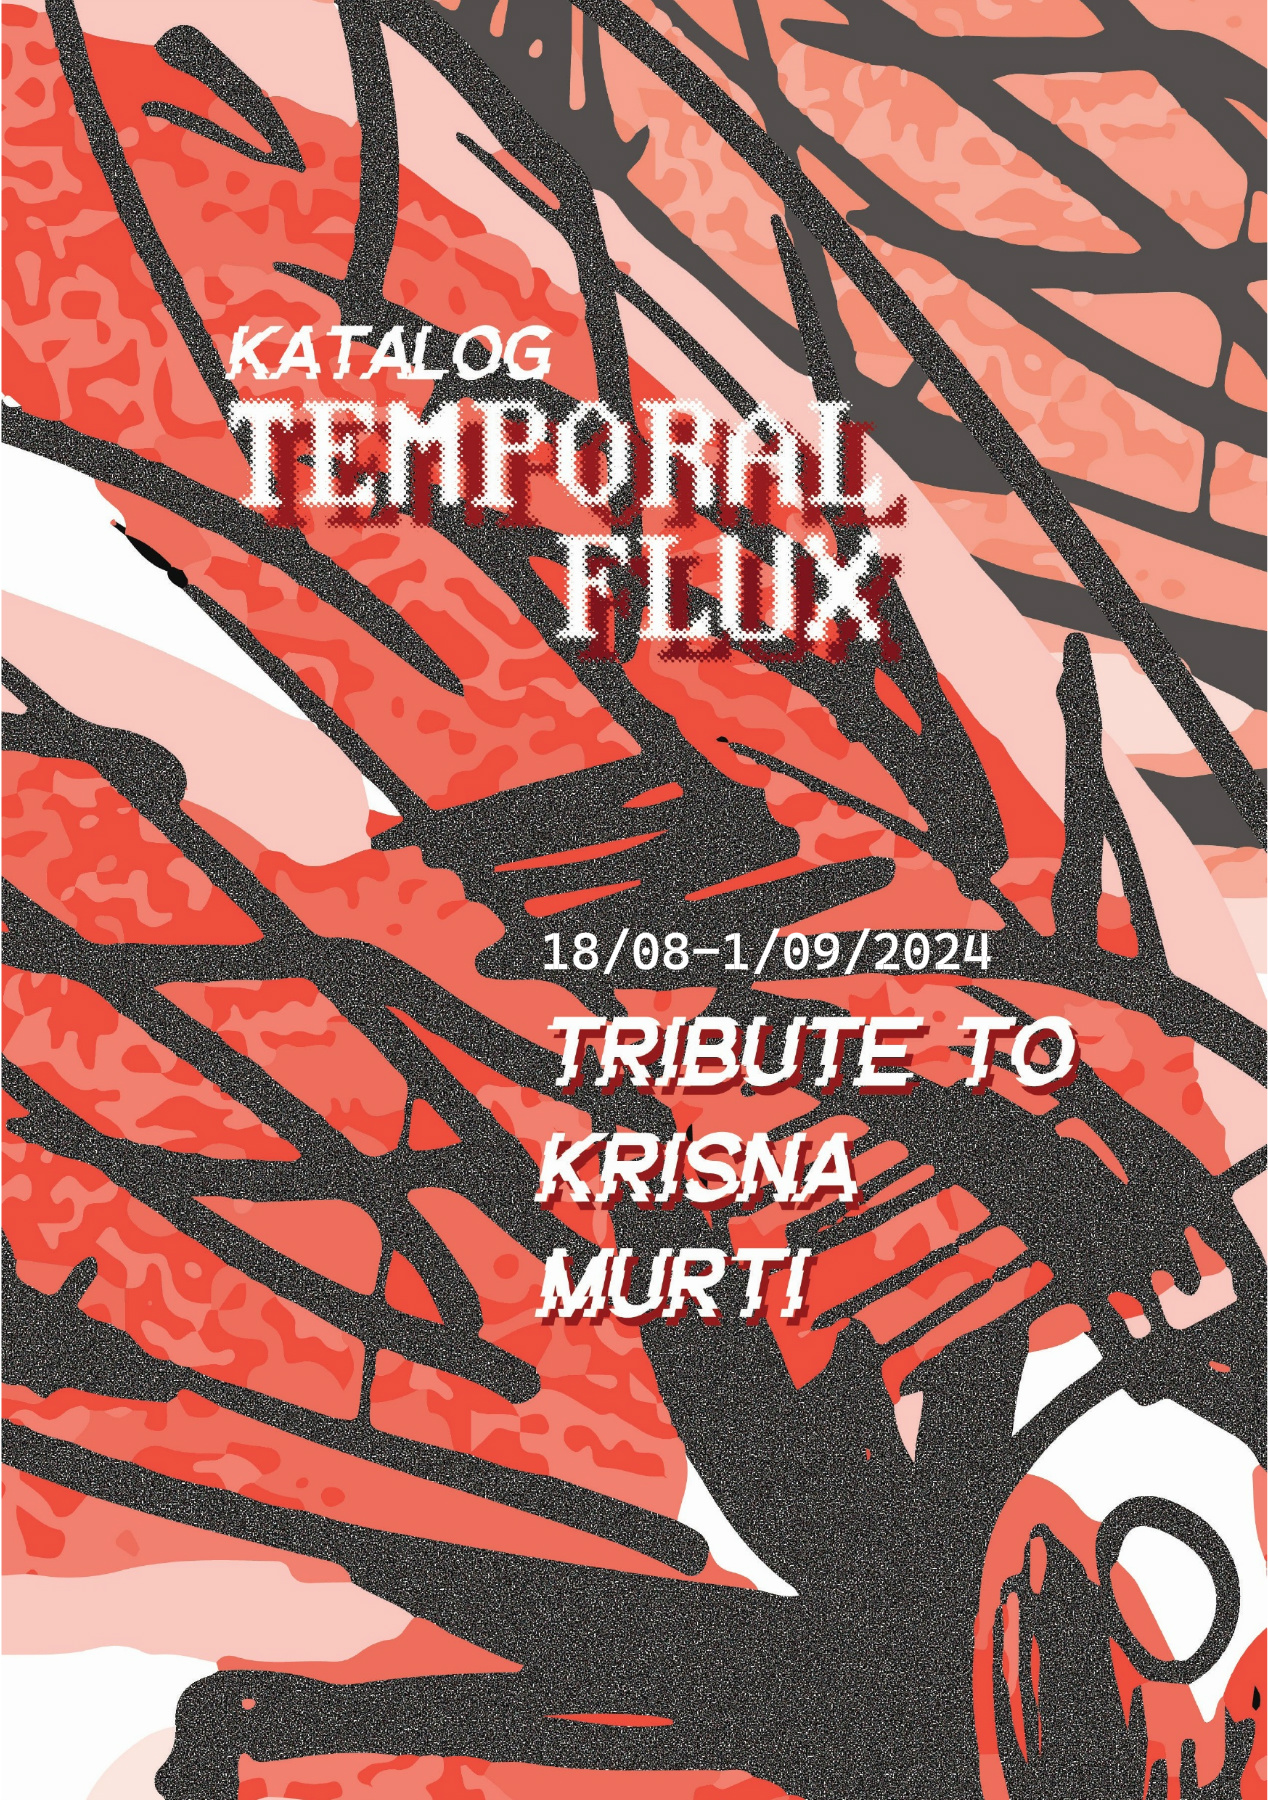 KATALOG
TEMPORAL
FLUX
18/08–1/09/2024
TRIBUTE TO
KRISNA
MURTI